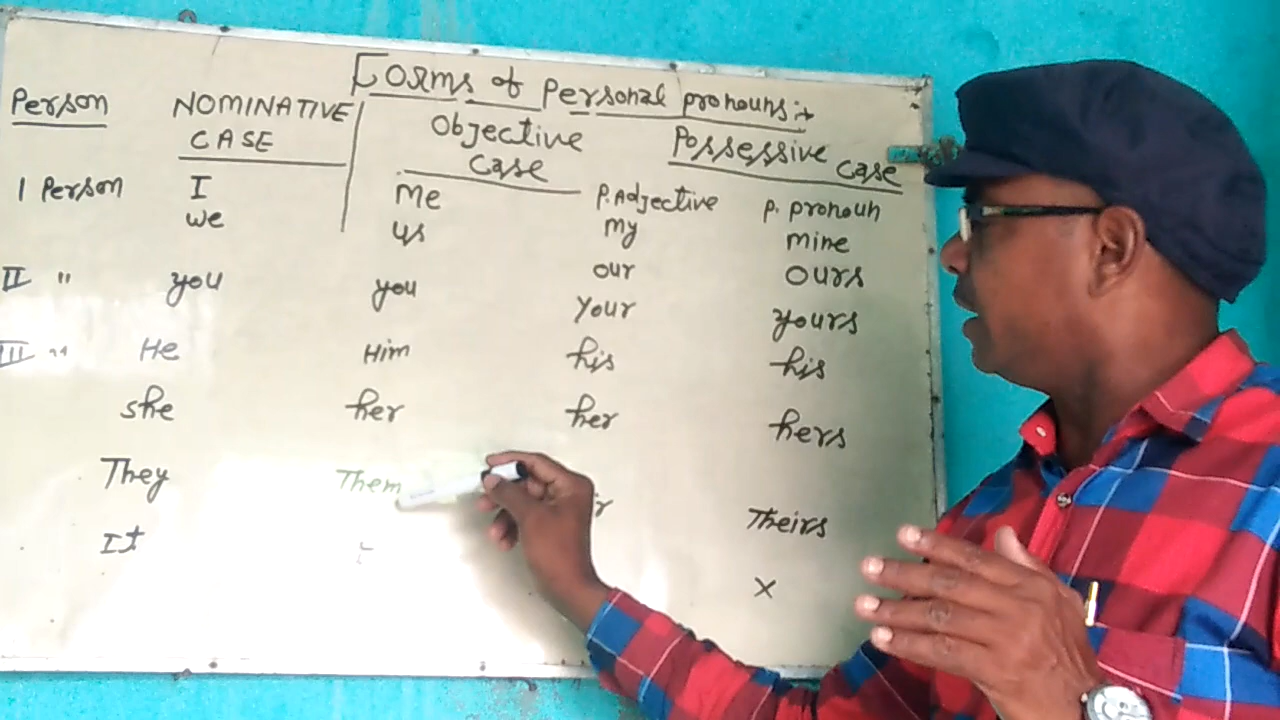 Forms of Personal pronouns:-
Person NOMINATIVE CASE Objective Case Possessive case
P. Adjective P. pronoun
I Person I Me my mine
we us our ours
II " you you Your yours
III " He Him his his
she her her hers
They Them Theirs
It x